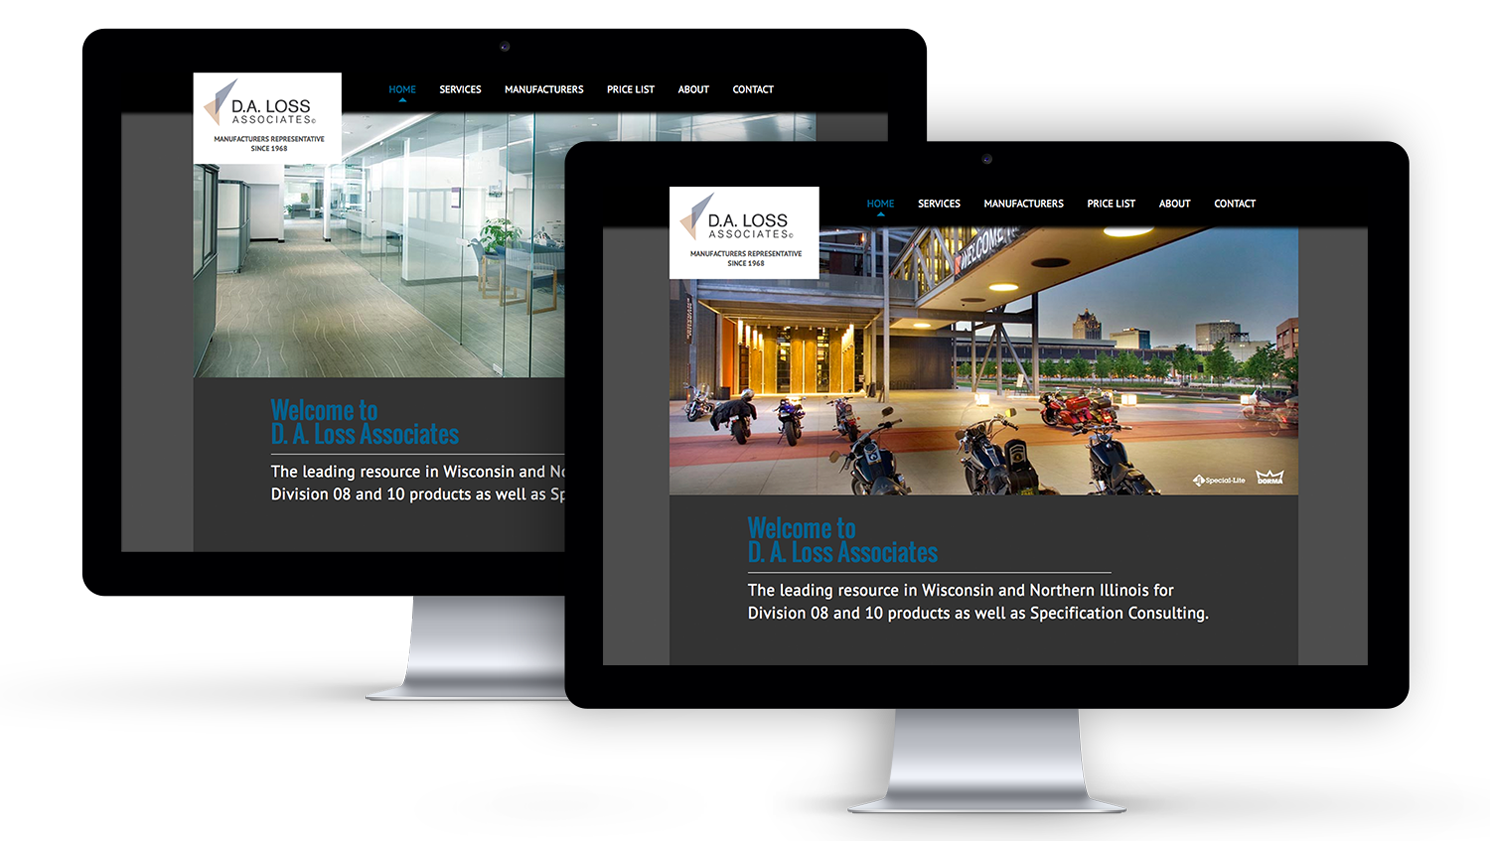 D.A. LOSS
ASSOCIATES©
MANUFACTURERS REPRESENTATIVE
SINCE 1968
HOME SERVICES MANUFACTURERS PRICE LIST ABOUT CONTACT
Welcome to
D. A. Loss Associates
The leading resource in Wisconsin and No
Division 08 and 10 products as well as Sp
D.A. LOSS
ASSOCIATES©
MANUFACTURERS REPRESENTATIVE
SINCE 1968
HOME SERVICES MANUFACTURERS PRICE LIST ABOUT CONTACT
WELCOME
Special-Lite
DORMA
Welcome to
D. A. Loss Associates
The leading resource in Wisconsin and Northern Illinois for
Division 08 and 10 products as well as Specification Consulting.